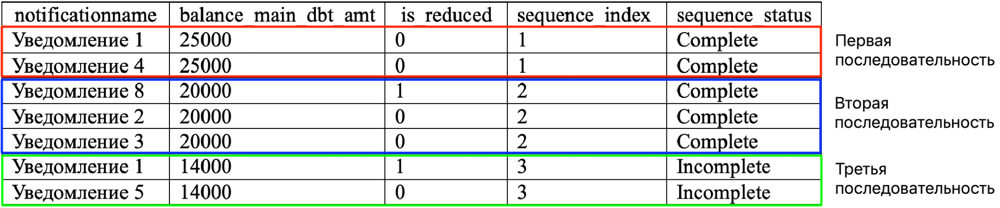 notificationname balance_main_dbt_amt is_reduced sequence_index sequence_status
Уведомление 1 25000 0 1 Complete
Уведомление 4 25000 0 1 Complete
Первая
последовательность
Уведомление 8 20000 1 2 Complete
Уведомление 2 20000 0 2 Complete
Уведомление 3 20000 0 2 Complete
Вторая
последовательность
Уведомление 1 14000 1 3 Incomplete
Уведомление 5 14000 0 3 Incomplete
Третья
последовательность